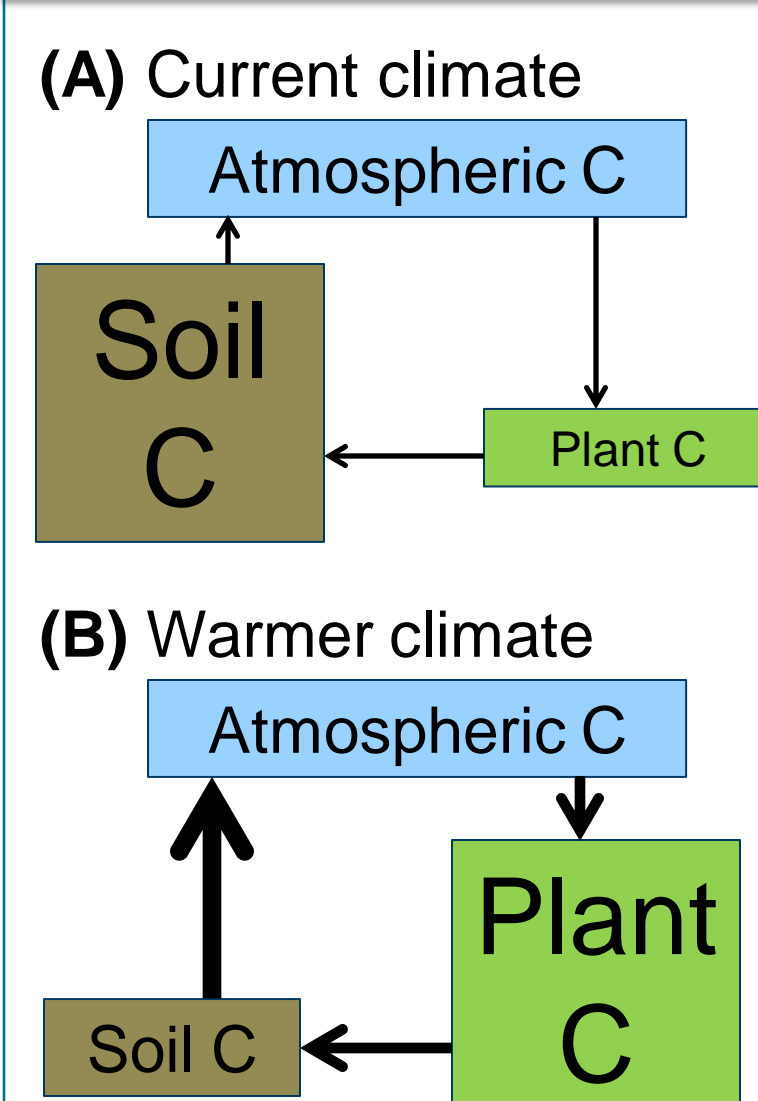 (A) Current climate
Atmospheric C
Soil
C
Plant C
(B) Warmer climate
Atmospheric C
Plant
C
Soil C